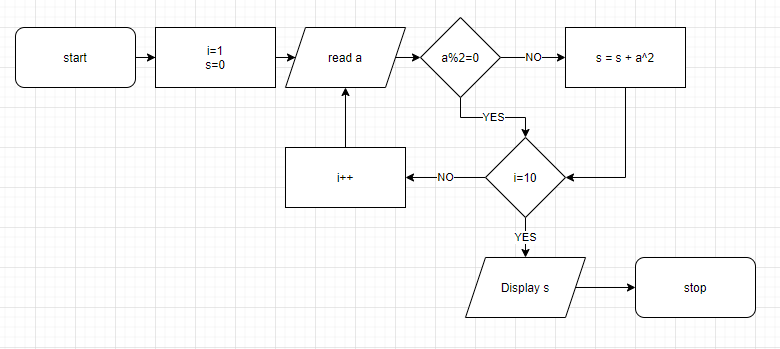 start
i=1
s=0
read a
a%2=0
NO
s = s + a^2
YES
i++
NO
i=10
YES
Display s
stop